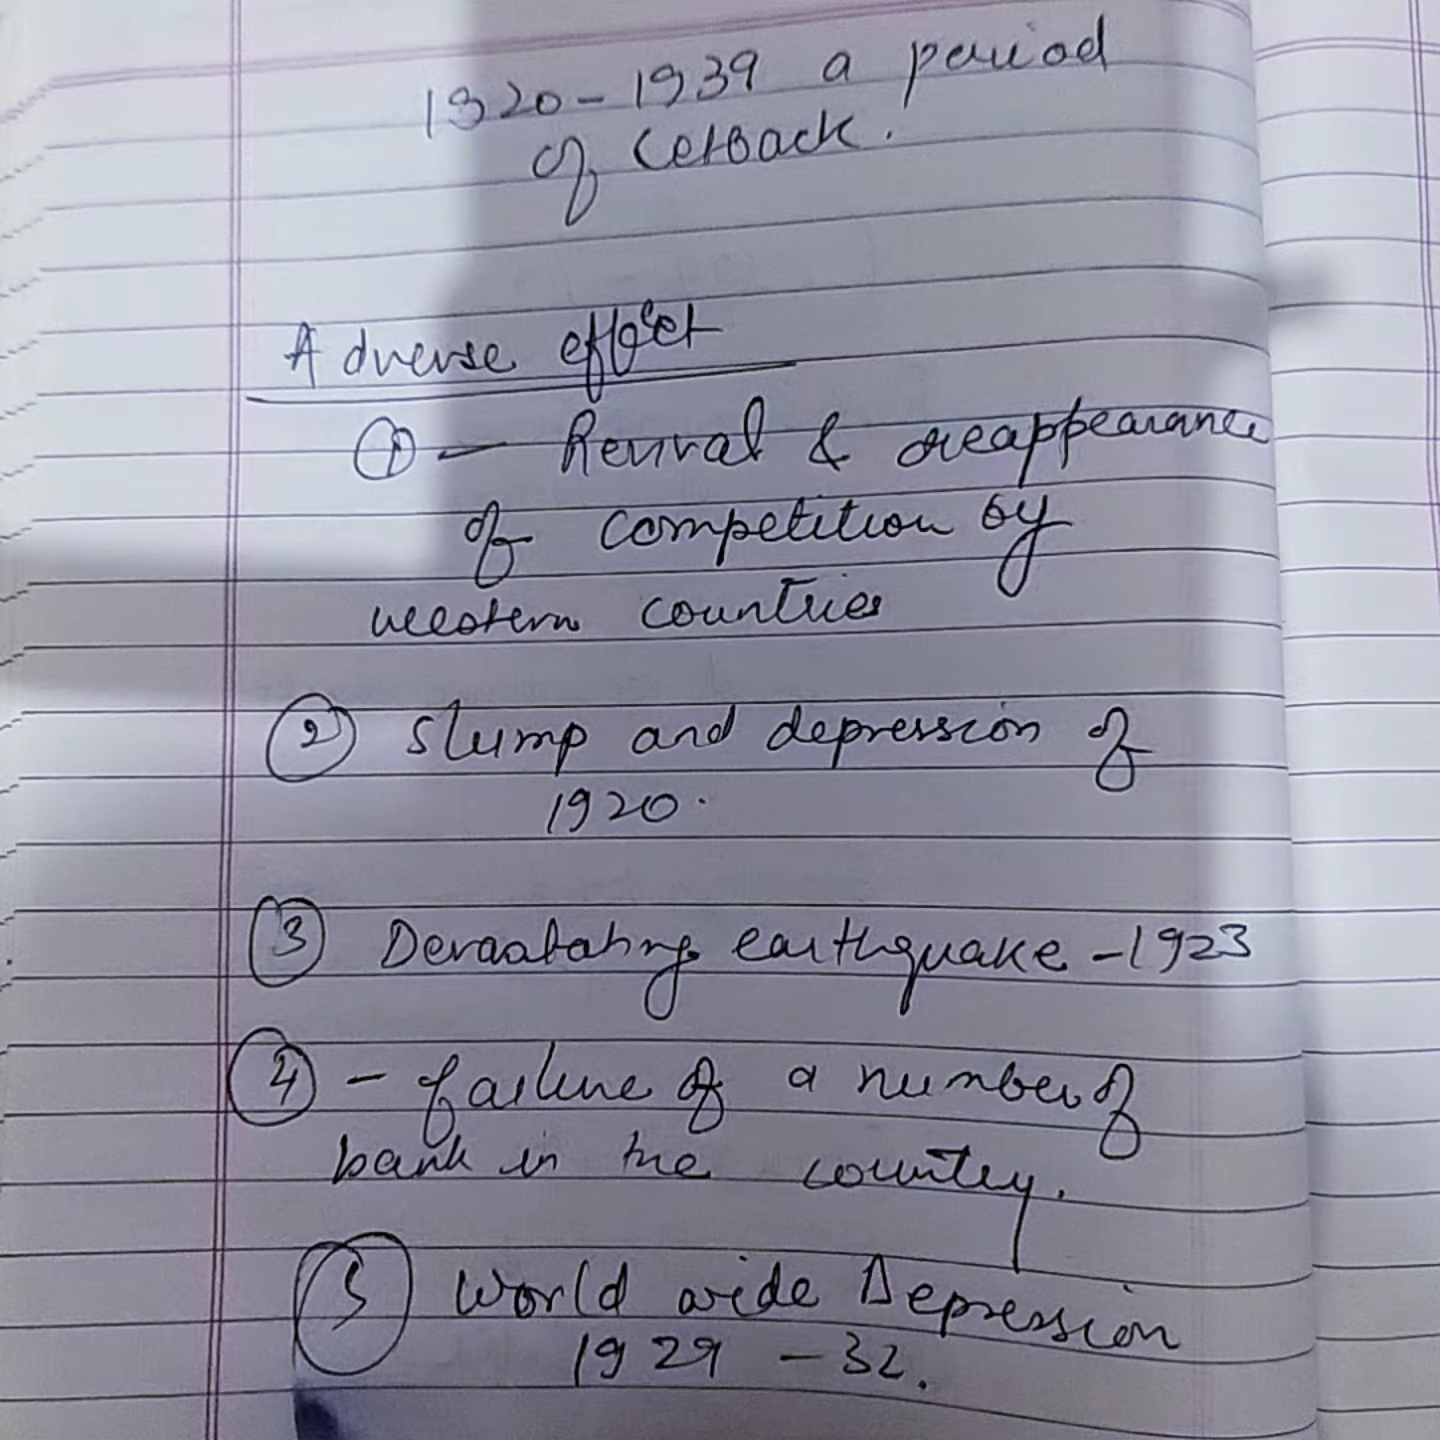 1920-1939 a period
of Cetback.
Adverse effect
① - Revival & reappearance
of competition by
western countries
② Slump and depression of
1920.
③ Devastating earthquake - 1923
④ - failure of a number of
bank in the country.
⑤ World wide Depression
1929 - 32.